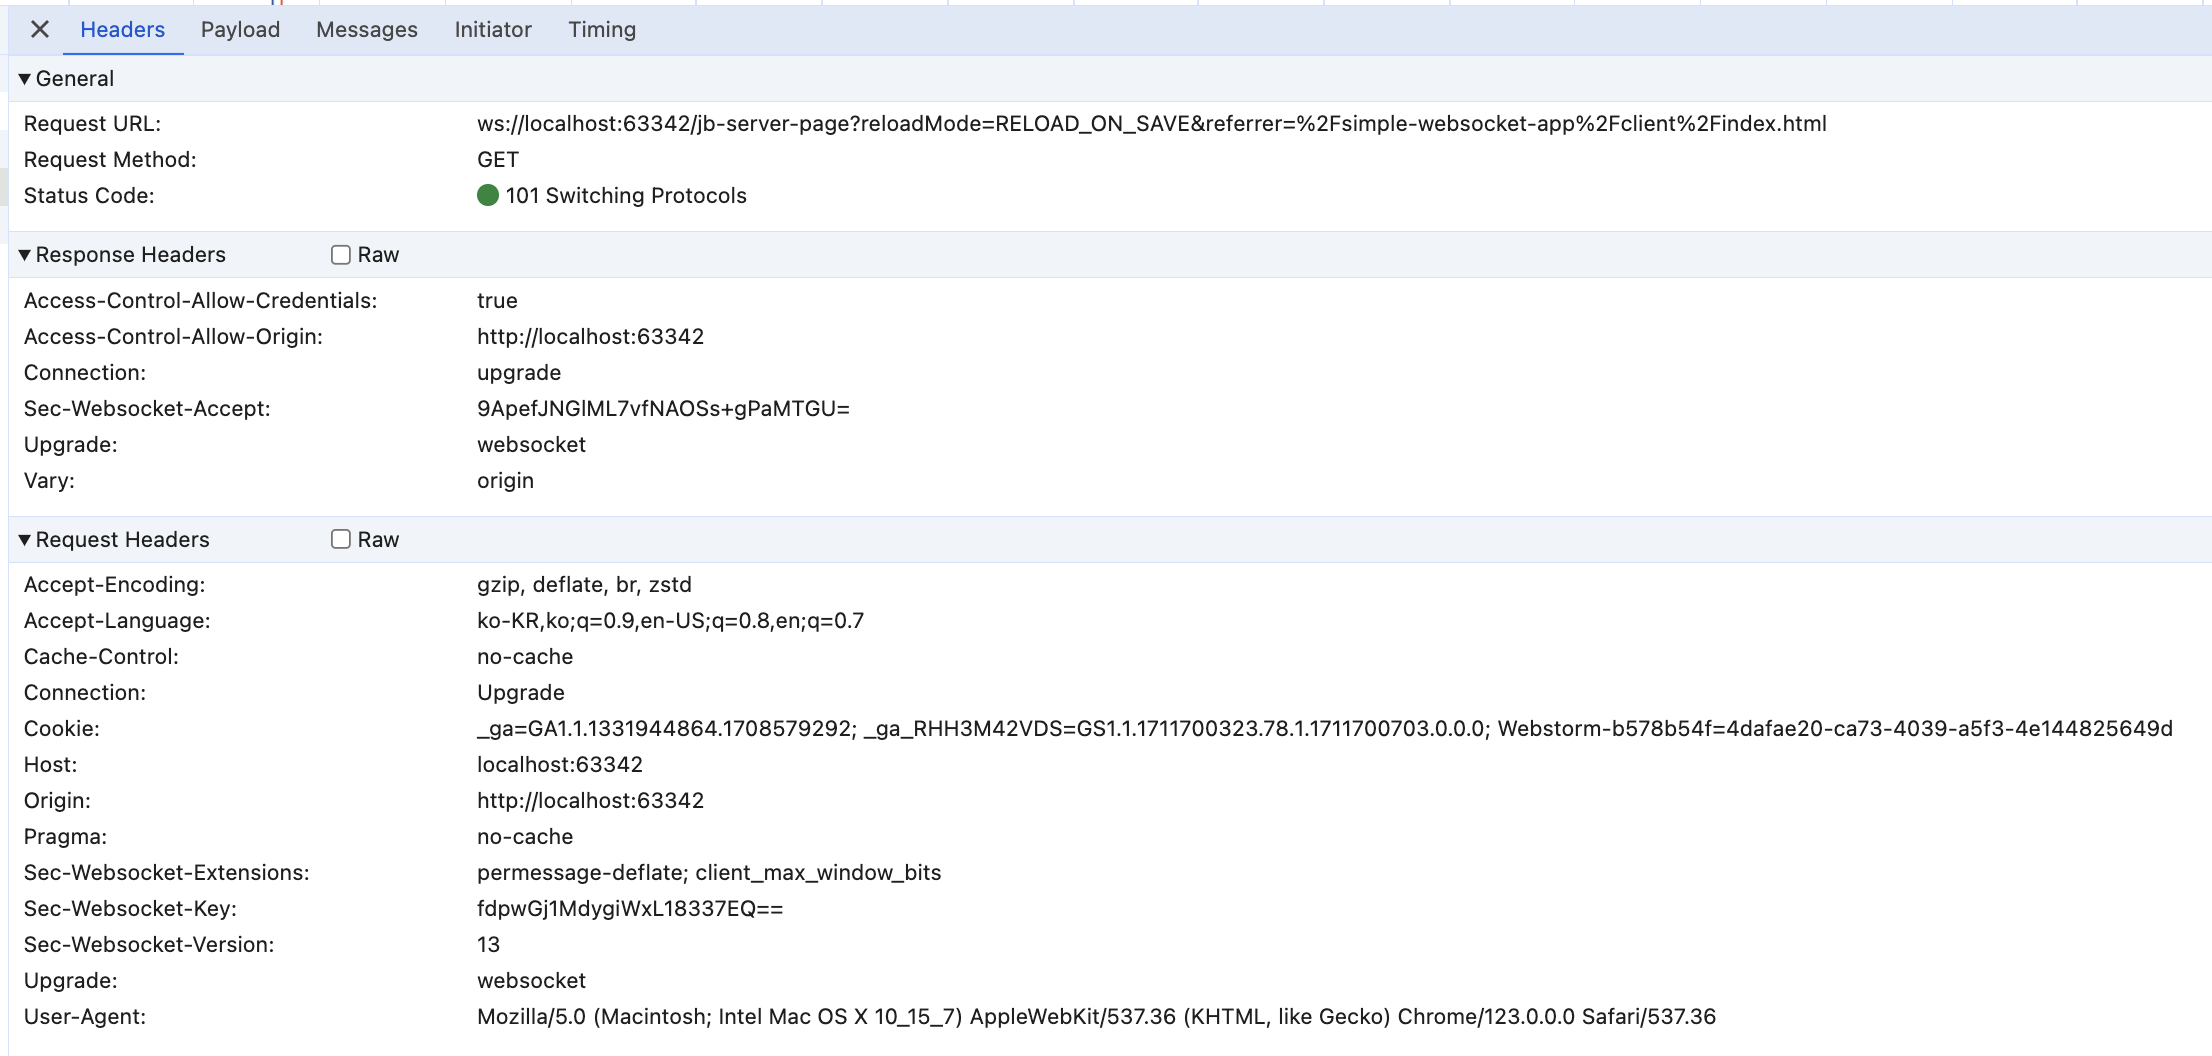 Headers Payload Messages Initiator Timing
General
Request URL: ws://localhost:63342/jb-server-page?reloadMode=RELOAD_ON_SAVE&referrer=%2Fsimple-websocket-app%2Fclient%2Findex.html
Request Method: GET
Status Code: 101 Switching Protocols
Response Headers Raw
Access-Control-Allow-Credentials: true
Access-Control-Allow-Origin: http://localhost:63342
Connection: upgrade
Sec-Websocket-Accept: 9ApefJNGlML7vfNAOSs+gPaMTGU=
Upgrade: websocket
Vary: origin
Request Headers Raw
Accept-Encoding: gzip, deflate, br, zstd
Accept-Language: ko-KR,ko;q=0.9,en-US;q=0.8,en;q=0.7
Cache-Control: no-cache
Connection: Upgrade
Cookie: _ga=GA1.1.1331944864.1708579292; _ga_RHH3M42VDS=GS1.1.1711700323.78.1.1711700703.0.0.0; Webstorm-b578b54f=4dafae20-ca73-4039-a5f3-4e144825649d
Host: localhost:63342
Origin: http://localhost:63342
Pragma: no-cache
Sec-Websocket-Extensions: permessage-deflate; client_max_window_bits
Sec-Websocket-Key: fdpwGj1MdygiWxL18337EQ==
Sec-Websocket-Version: 13
Upgrade: websocket
User-Agent: Mozilla/5.0 (Macintosh; Intel Mac OS X 10_15_7) AppleWebKit/537.36 (KHTML, like Gecko) Chrome/123.0.0.0 Safari/537.36